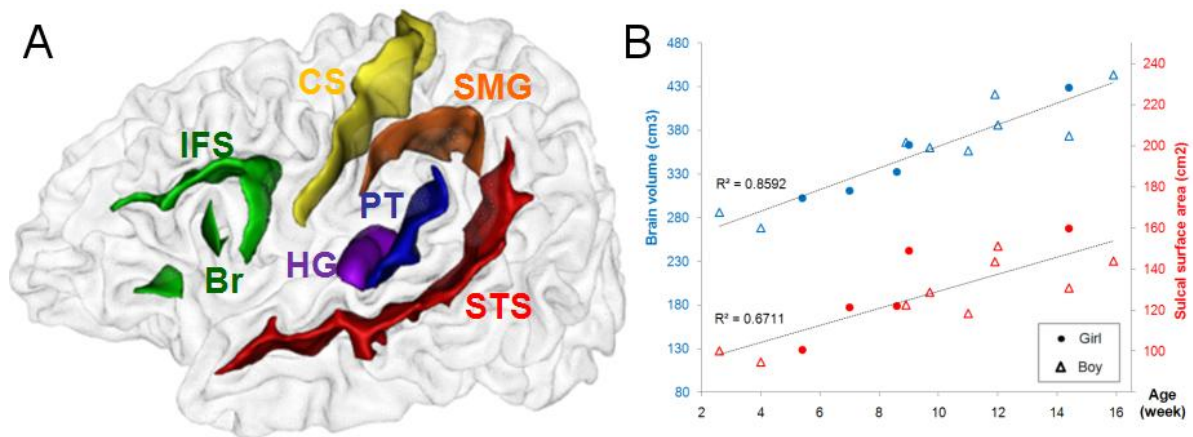 A
CS
SMG
IFS
PT
Br
HG
STS
B
Brain volume (cm3)
480
430
380
330
280
230
180
130
80
R² = 0.8592
R² = 0.6711
Girl
Boy
2 4 6 8 10 12 14 16
Age
(week)
240
220
200
180
160
140
120
100
Sulcal surface area (cm2)